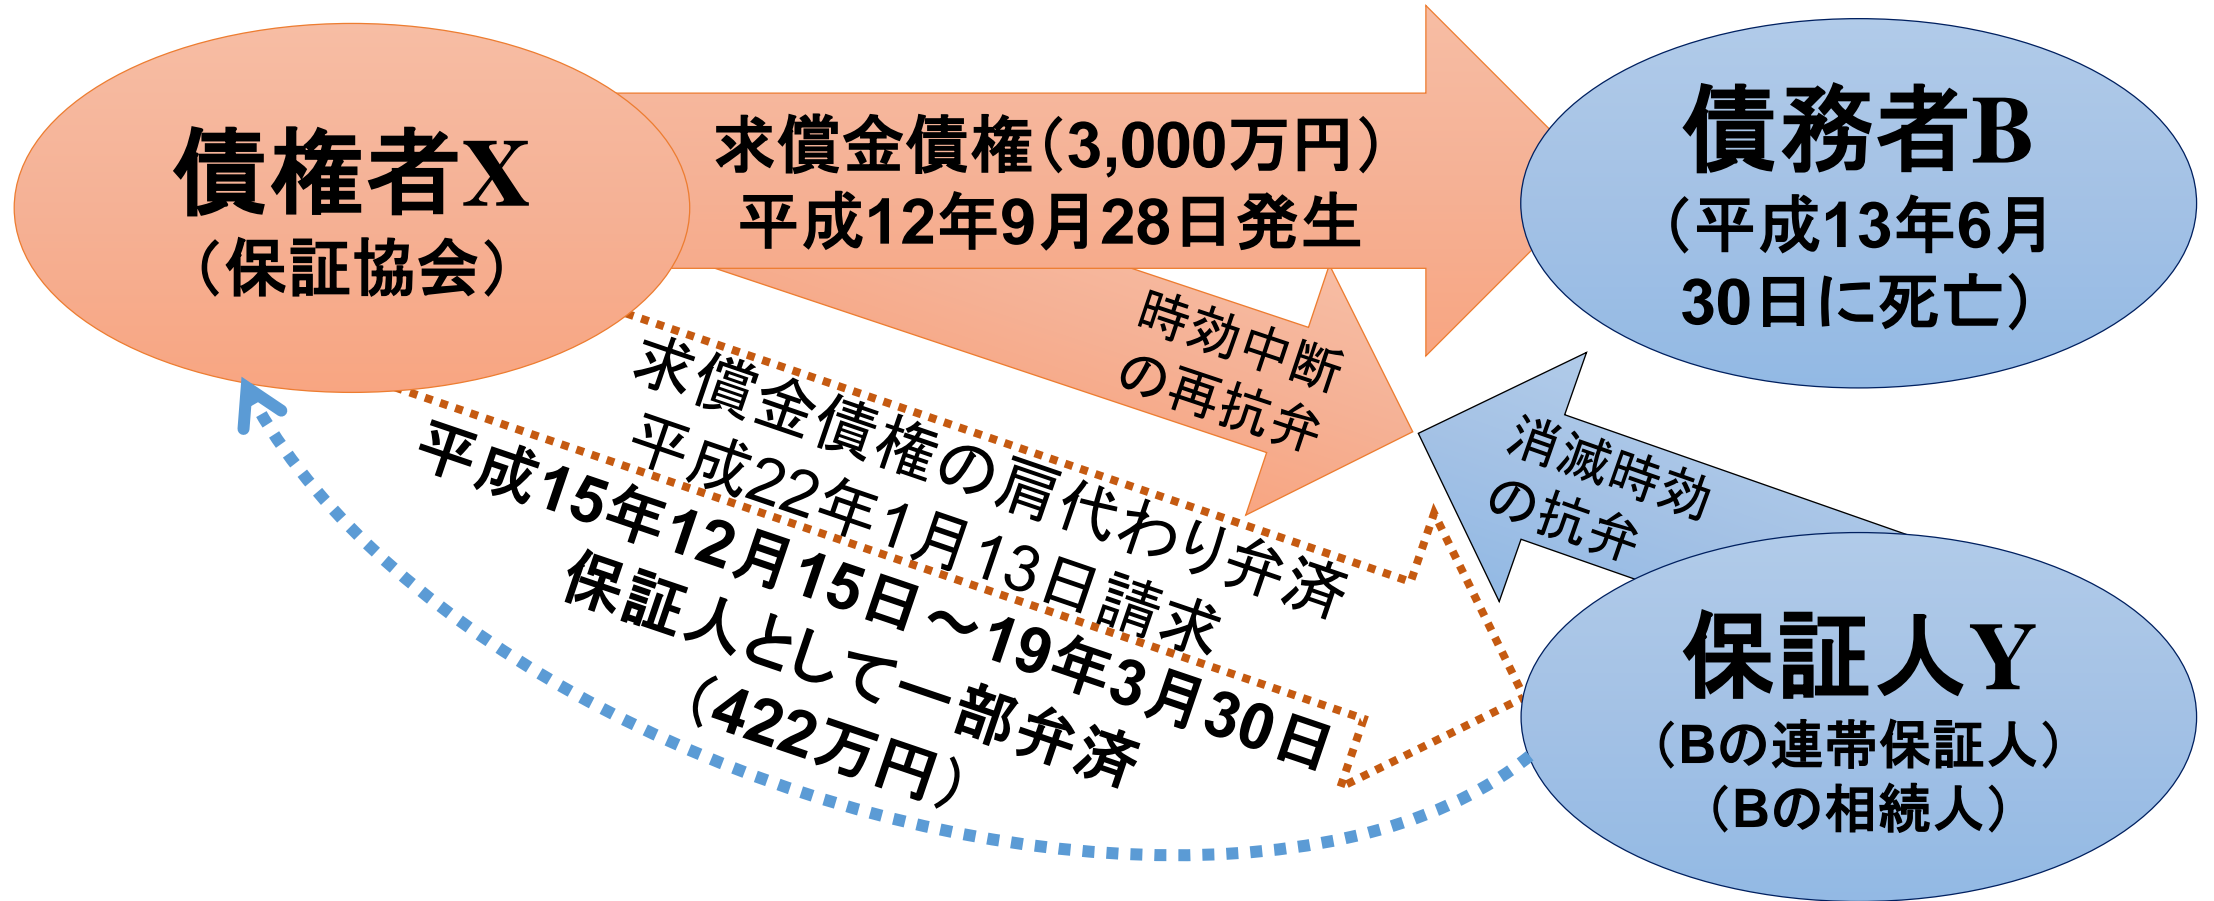 債権者X
（保証協会）
求償金債権（3,000万円）
平成12年9月28日発生
債務者B
（平成13年6月
30日に死亡）
時効中断
の再抗弁
消滅時効
の抗弁
求償金債権の肩代わり弁済
平成22年1月13日請求
平成15年12月15日～19年3月30日
保証人として一部弁済
（422万円）
保証人Y
（Bの連帯保証人）
（Bの相続人）